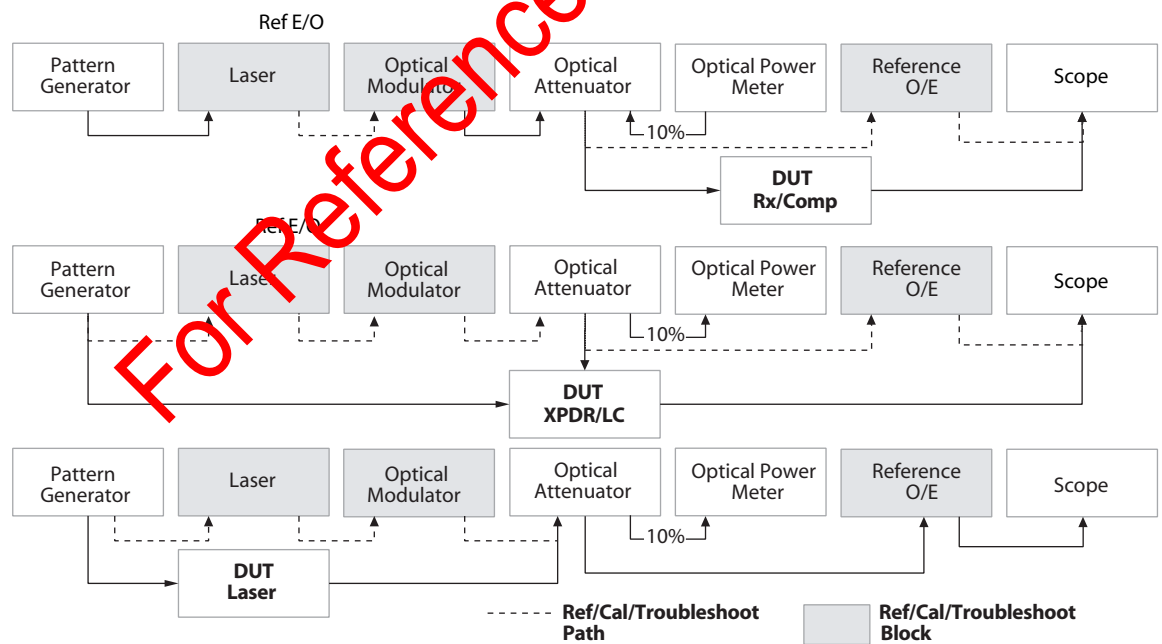 Ref E/O
Pattern
Generator
Laser
Optical
Modulator
Optical
Attenuator
Optical Power
Meter
Reference
O/E
Scope
10%
DUT
Rx/Comp
Ref E/O
Pattern
Generator
Laser
Optical
Modulator
Optical
Attenuator
Optical Power
Meter
Reference
O/E
Scope
10%
DUT
XPDR/LC
Pattern
Generator
Laser
Optical
Modulator
Optical
Attenuator
Optical Power
Meter
Reference
O/E
Scope
10%
DUT
Laser
Ref/Cal/Troubleshoot
Path
Ref/Cal/Troubleshoot
Block
For Reference